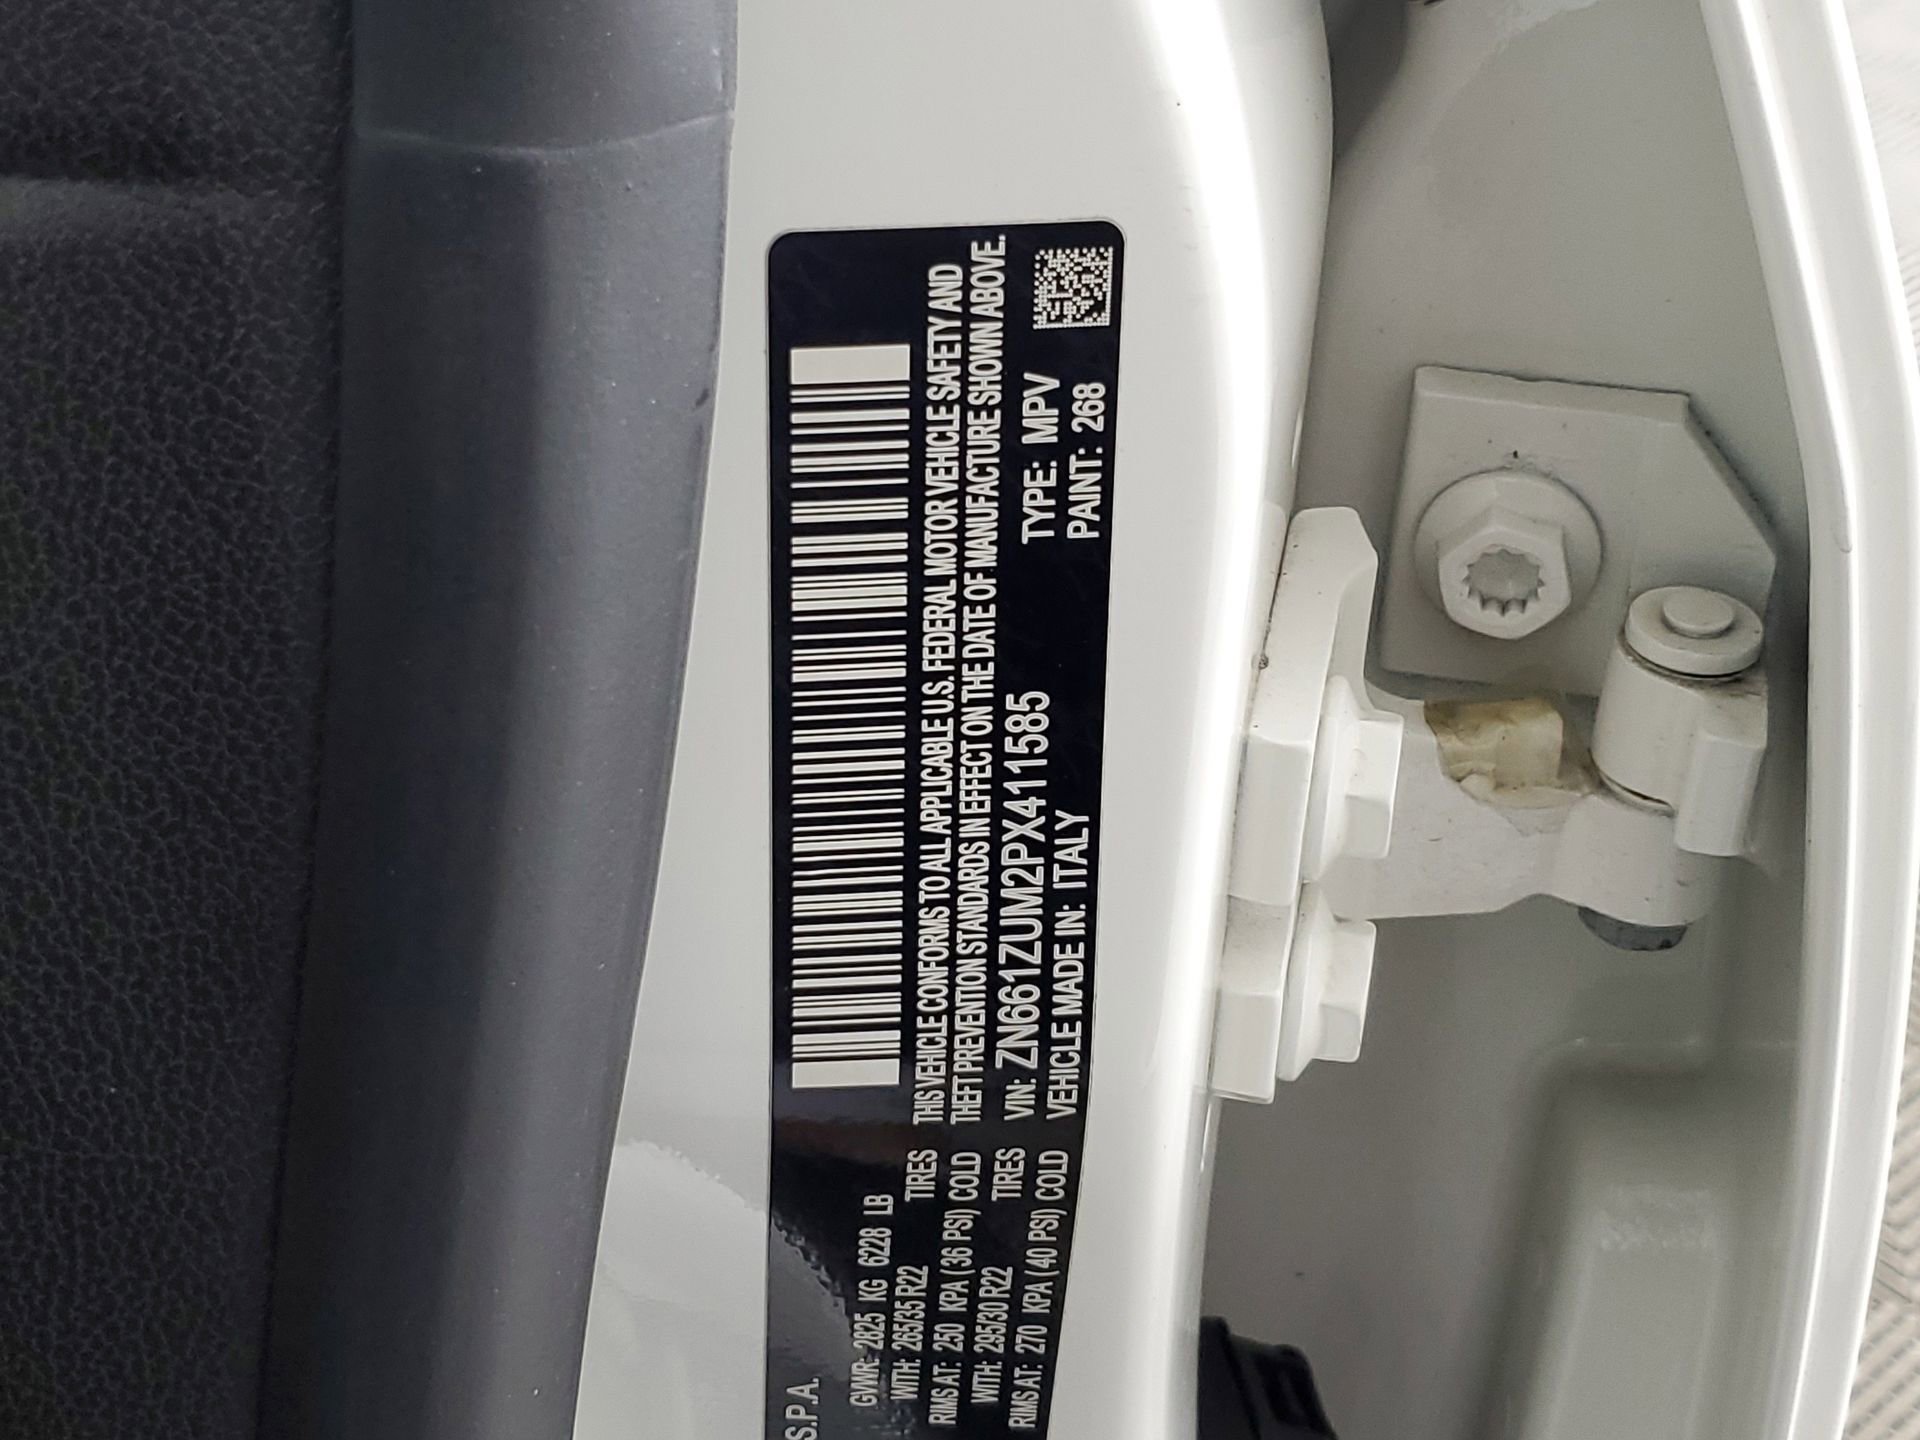 S.P.A.
GVWR: 2825 KG 6228 LB
WITH: 265/35 R22 TIRES
RIMS AT: 250 KPA ( 36 PSI) COLD
WITH: 295/30 R22 TIRES
RIMS AT: 270 KPA ( 40 PSI) COLD
THIS VEHICLE CONFORMS TO ALL APPLICABLE U.S. FEDERAL MOTOR VEHICLE SAFETY AND
THEFT PREVENTION STANDARDS IN EFFECT ON THE DATE OF MANUFACTURE SHOWN ABOVE.
VIN: ZN661ZUM2PX411585 TYPE: MPV
VEHICLE MADE IN: ITALY PAINT: 268